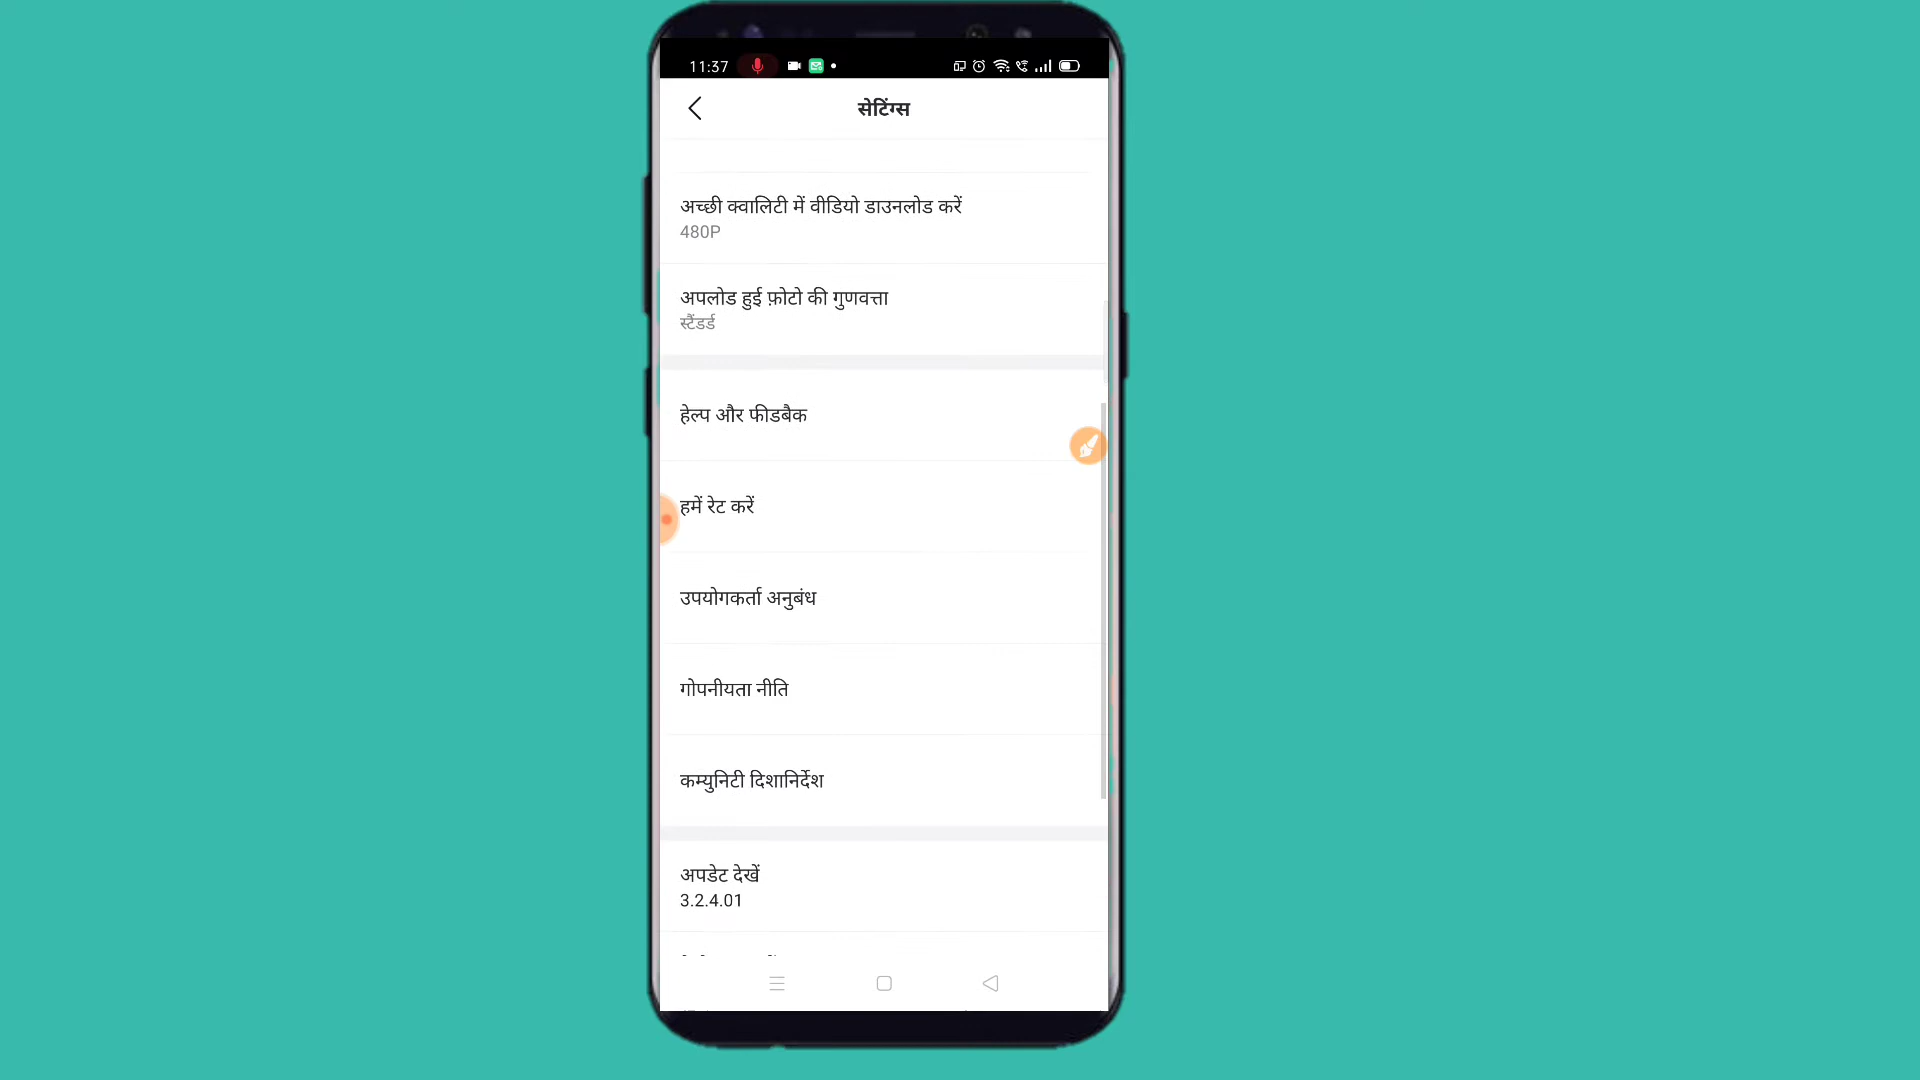 11:37
सेटिंग्स
अच्छी क्वालिटी में वीडियो डाउनलोड करें
480P
अपलोड हुई फ़ोटो की गुणवत्ता
स्टैंडर्ड
हेल्प और फीडबैक
हमें रेट करें
उपयोगकर्ता अनुबंध
गोपनीयता नीति
कम्युनिटी दिशानिर्देश
अपडेट देखें
3.2.4.01